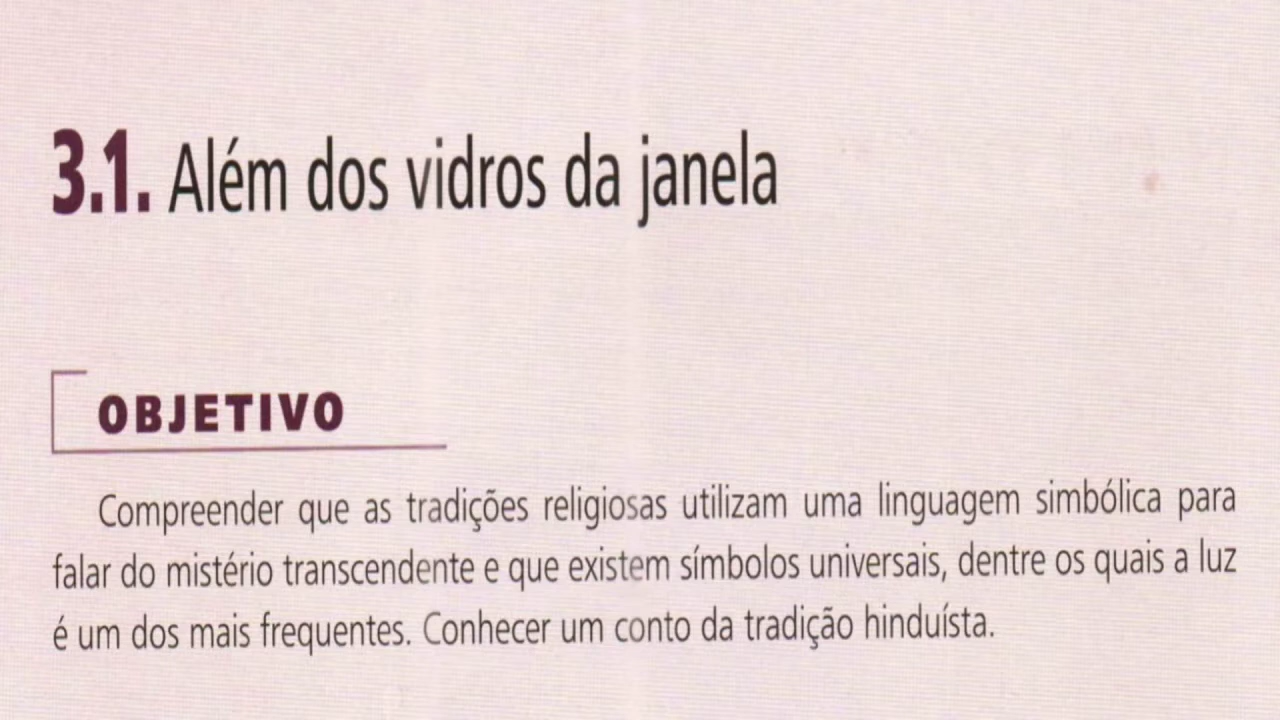 3.1. Além dos vidros da janela
OBJETIVO
Compreender que as tradições religiosas utilizam uma linguagem simbólica para
falar do mistério transcendente e que existem símbolos universais, dentre os quais a luz
é um dos mais frequentes. Conhecer um conto da tradição hinduísta.